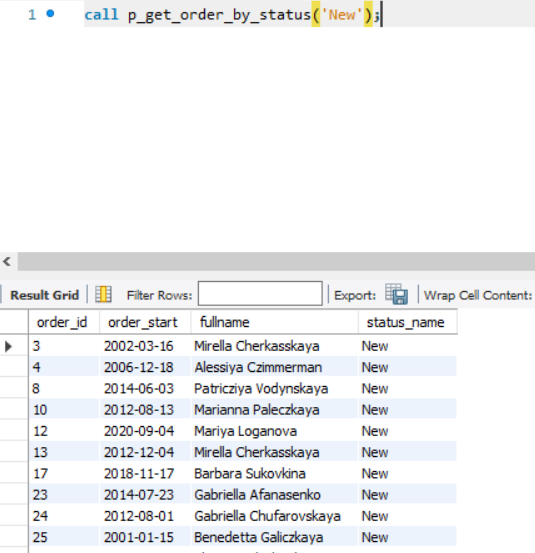 1 call p_get_order_by_status('New');
Result Grid Filter Rows: Export: Wrap Cell Content:
order_id order_start fullname status_name
3 2002-03-16 Mirella Cherkasskaya New
4 2006-12-18 Alessiya Czimmerman New
8 2014-06-03 Patricziya Vodynskaya New
10 2012-08-13 Marianna Paleczkaya New
12 2020-09-04 Mariya Loganova New
13 2012-12-04 Mirella Cherkasskaya New
17 2018-11-17 Barbara Sukovkina New
23 2014-07-23 Gabriella Afanasenko New
24 2012-08-01 Gabriella Chufarovskaya New
25 2001-01-15 Benedetta Galiczkaya New